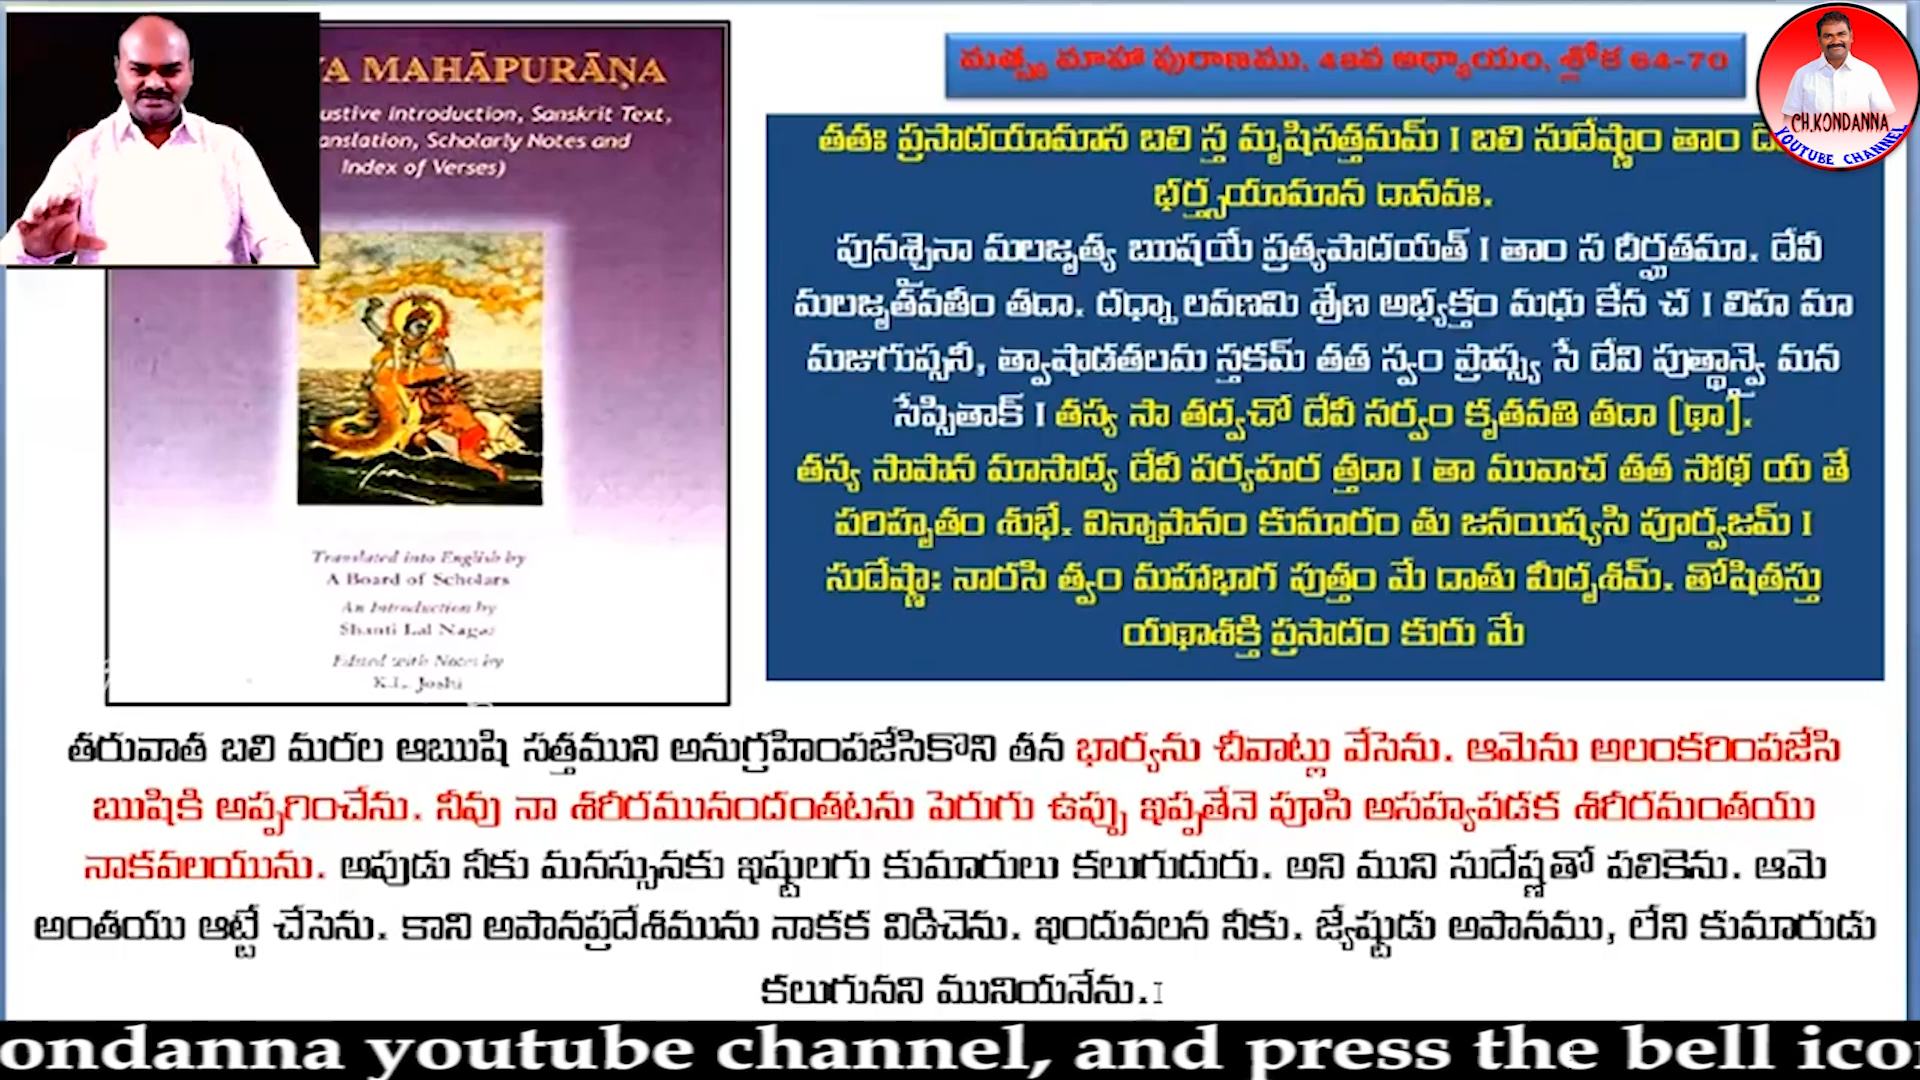 YA MAHĀPURĀṆA
ustive Introduction, Sanskrit Text,
anslation, Scholarly Notes and
Index of Verses)
Translated into English by
A Board of Scholars
An Introduction by
Shanti Lal Nagar
Edited with Notes by
K.L. Joshi
మత్స్య మాహా పురాణము, 48వ అధ్యాయం, శ్లోక 64-70
CH.KONDANNA
YOUTUBE CHANNEL
తతః ప్రసాదయామాస బలి స్త మృషిసత్తమమ్ । బలి సుదేష్ణాం తాం
భర్త్సయామాన దానవః.
పునశ్చైనా మలఙ్కృత్య ఋషయే ప్రత్యపాదయత్ । తాం స దీర్ఘతమా. దేవీ
మలఙ్కృత్‌వతీం తదా. దధ్నా లవణమి శ్రేణ అభ్యక్తం మధు కేన చ । లిహ మా
మజుగుప్సనీ, త్వాషాడతలమ స్తకమ్ తత స్వం ప్రాప్స్య సే దేవి పుత్థాన్వై మన
సేప్సితాక్ । తస్య సా తద్వచో దేవీ సర్వం కృతవతి తదా [థా].
తస్య సాపాన మాసాద్య దేవీ పర్యహర త్తదా । తా మువాచ తత సోథ య తే
పరిహృతం శుభే. విన్నాపానం కుమారం తు జనయిష్యసి పూర్వజమ్ ।
సుదేష్ణా: నారసి త్వం మహాభాగ పుత్తం మే దాతు మీదృశమ్. తోషితస్తు
యథాశక్తి ప్రసాదం కురు మే
తరువాత బలి మరల ఆఋషి సత్తముని అనుగ్రహింపజేసికొని తన భార్యను చీవాట్లు వేసెను. ఆమెను అలంకరింపజేసి
ఋషికి అప్పగించేను. నీవు నా శరీరమునందంతటను పెరుగు ఉప్పు ఇప్పతేనె పూసి అసహ్యపడక శరీరమంతయు
నాకవలయును. అపుడు నీకు మనస్సునకు ఇష్టులగు కుమారులు కలుగుదురు. అని ముని సుదేష్ణతో పలికెను. ఆమె
అంతయు ఆట్టే చేసెను. కాని అపానప్రదేశమును నాకక విడిచెను. ఇందువలన నీకు. జ్యేష్టుడు అపానము, లేని కుమారుడు
కలుగునని మునియనేను.
ondanna youtube channel, and press the bell ico